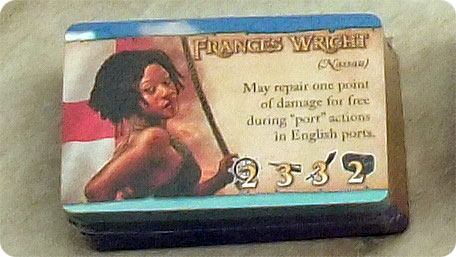 FRANCES WRIGHT
(Nassau)
May repair one point
of damage for free
during "port" actions
in English ports.
2 3 3 2